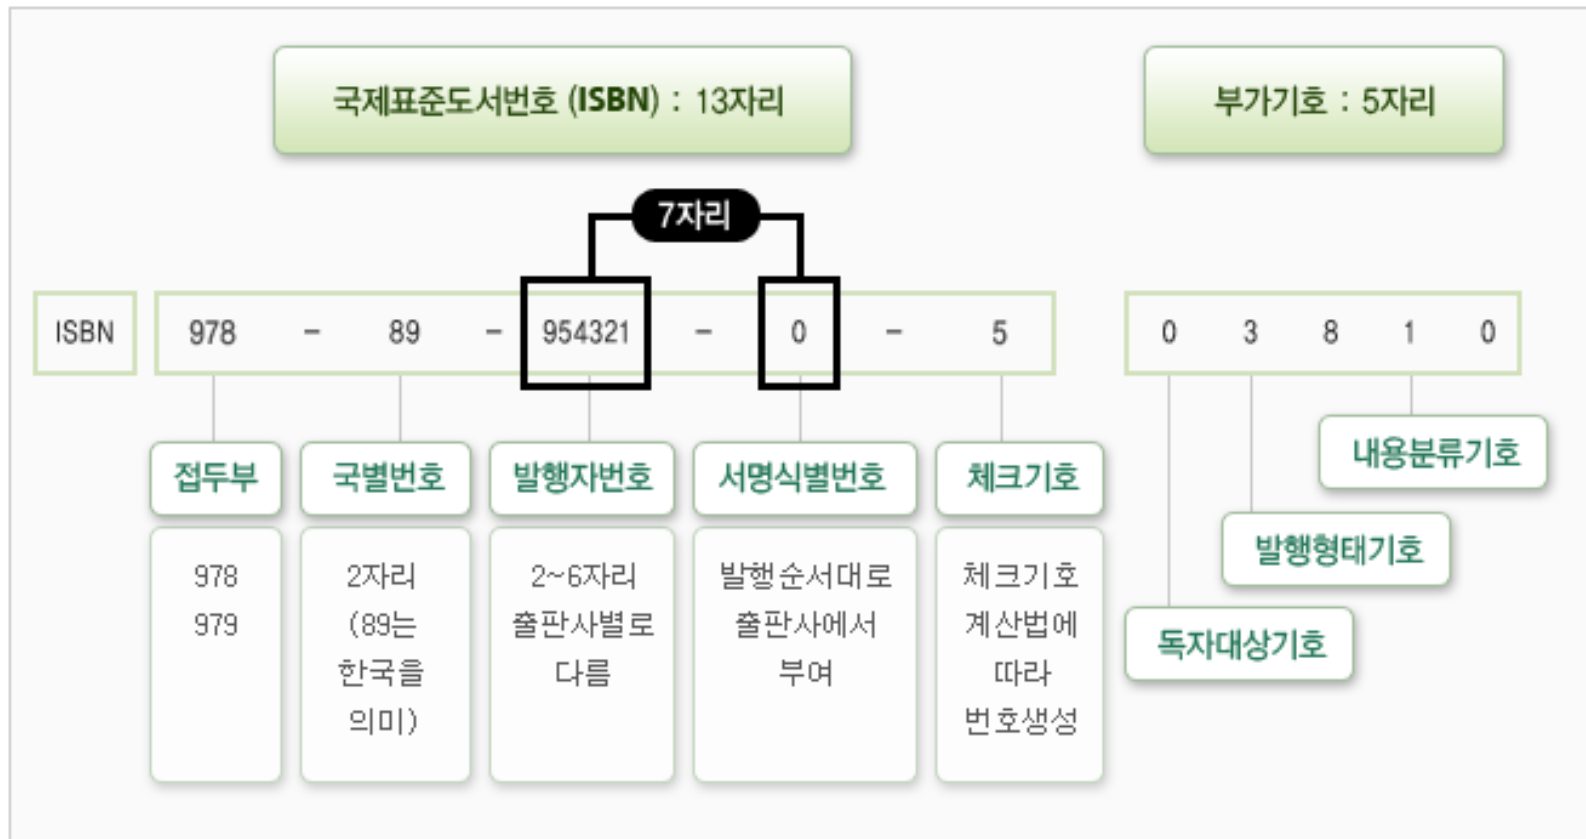 국제표준도서번호 (ISBN) : 13자리
부가기호 : 5자리
7자리
ISBN 978 - 89 - 954321 - 0 - 5 0 3 8 1 0
접두부
국별번호
발행자번호
서명식별번호
체크기호
내용분류기호
발행형태기호
독자대상기호
978
979
2자리
(89는
한국을
의미)
2~6자리
출판사별로
다름
발행순서대로
출판사에서
부여
체크기호
계산법에
따라
번호생성